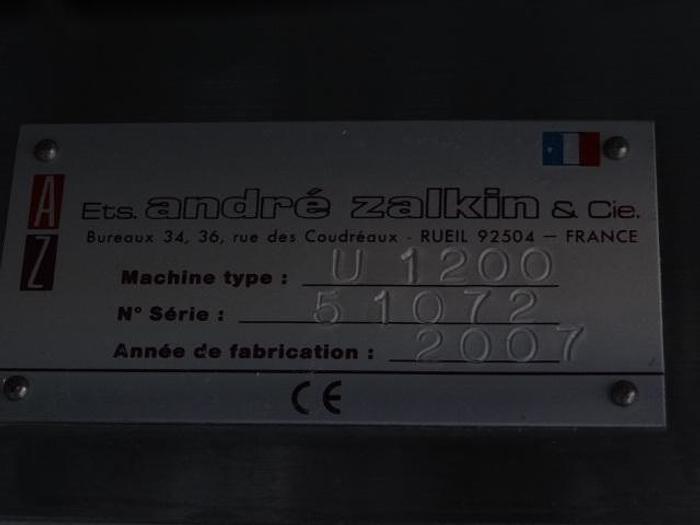 A Z
Ets. andré zalkin & Cie.
Bureaux 34, 36, rue des Coudréaux - RUEIL 92504 — FRANCE
Machine type : U 1200
N° Série : 51072
Année de fabrication : 2007
CE